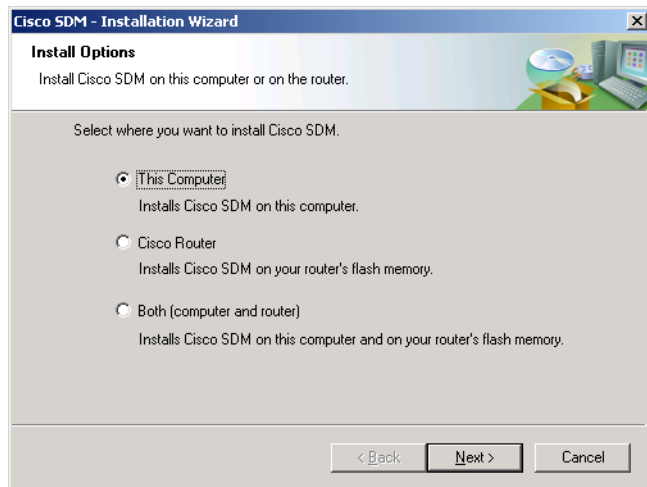 Cisco SDM - Installation Wizard
Install Options
Install Cisco SDM on this computer or on the router.
Select where you want to install Cisco SDM.
This Computer
Installs Cisco SDM on this computer.
Cisco Router
Installs Cisco SDM on your router's flash memory.
Both (computer and router)
Installs Cisco SDM on this computer and on your router's flash memory.
< Back Next > Cancel